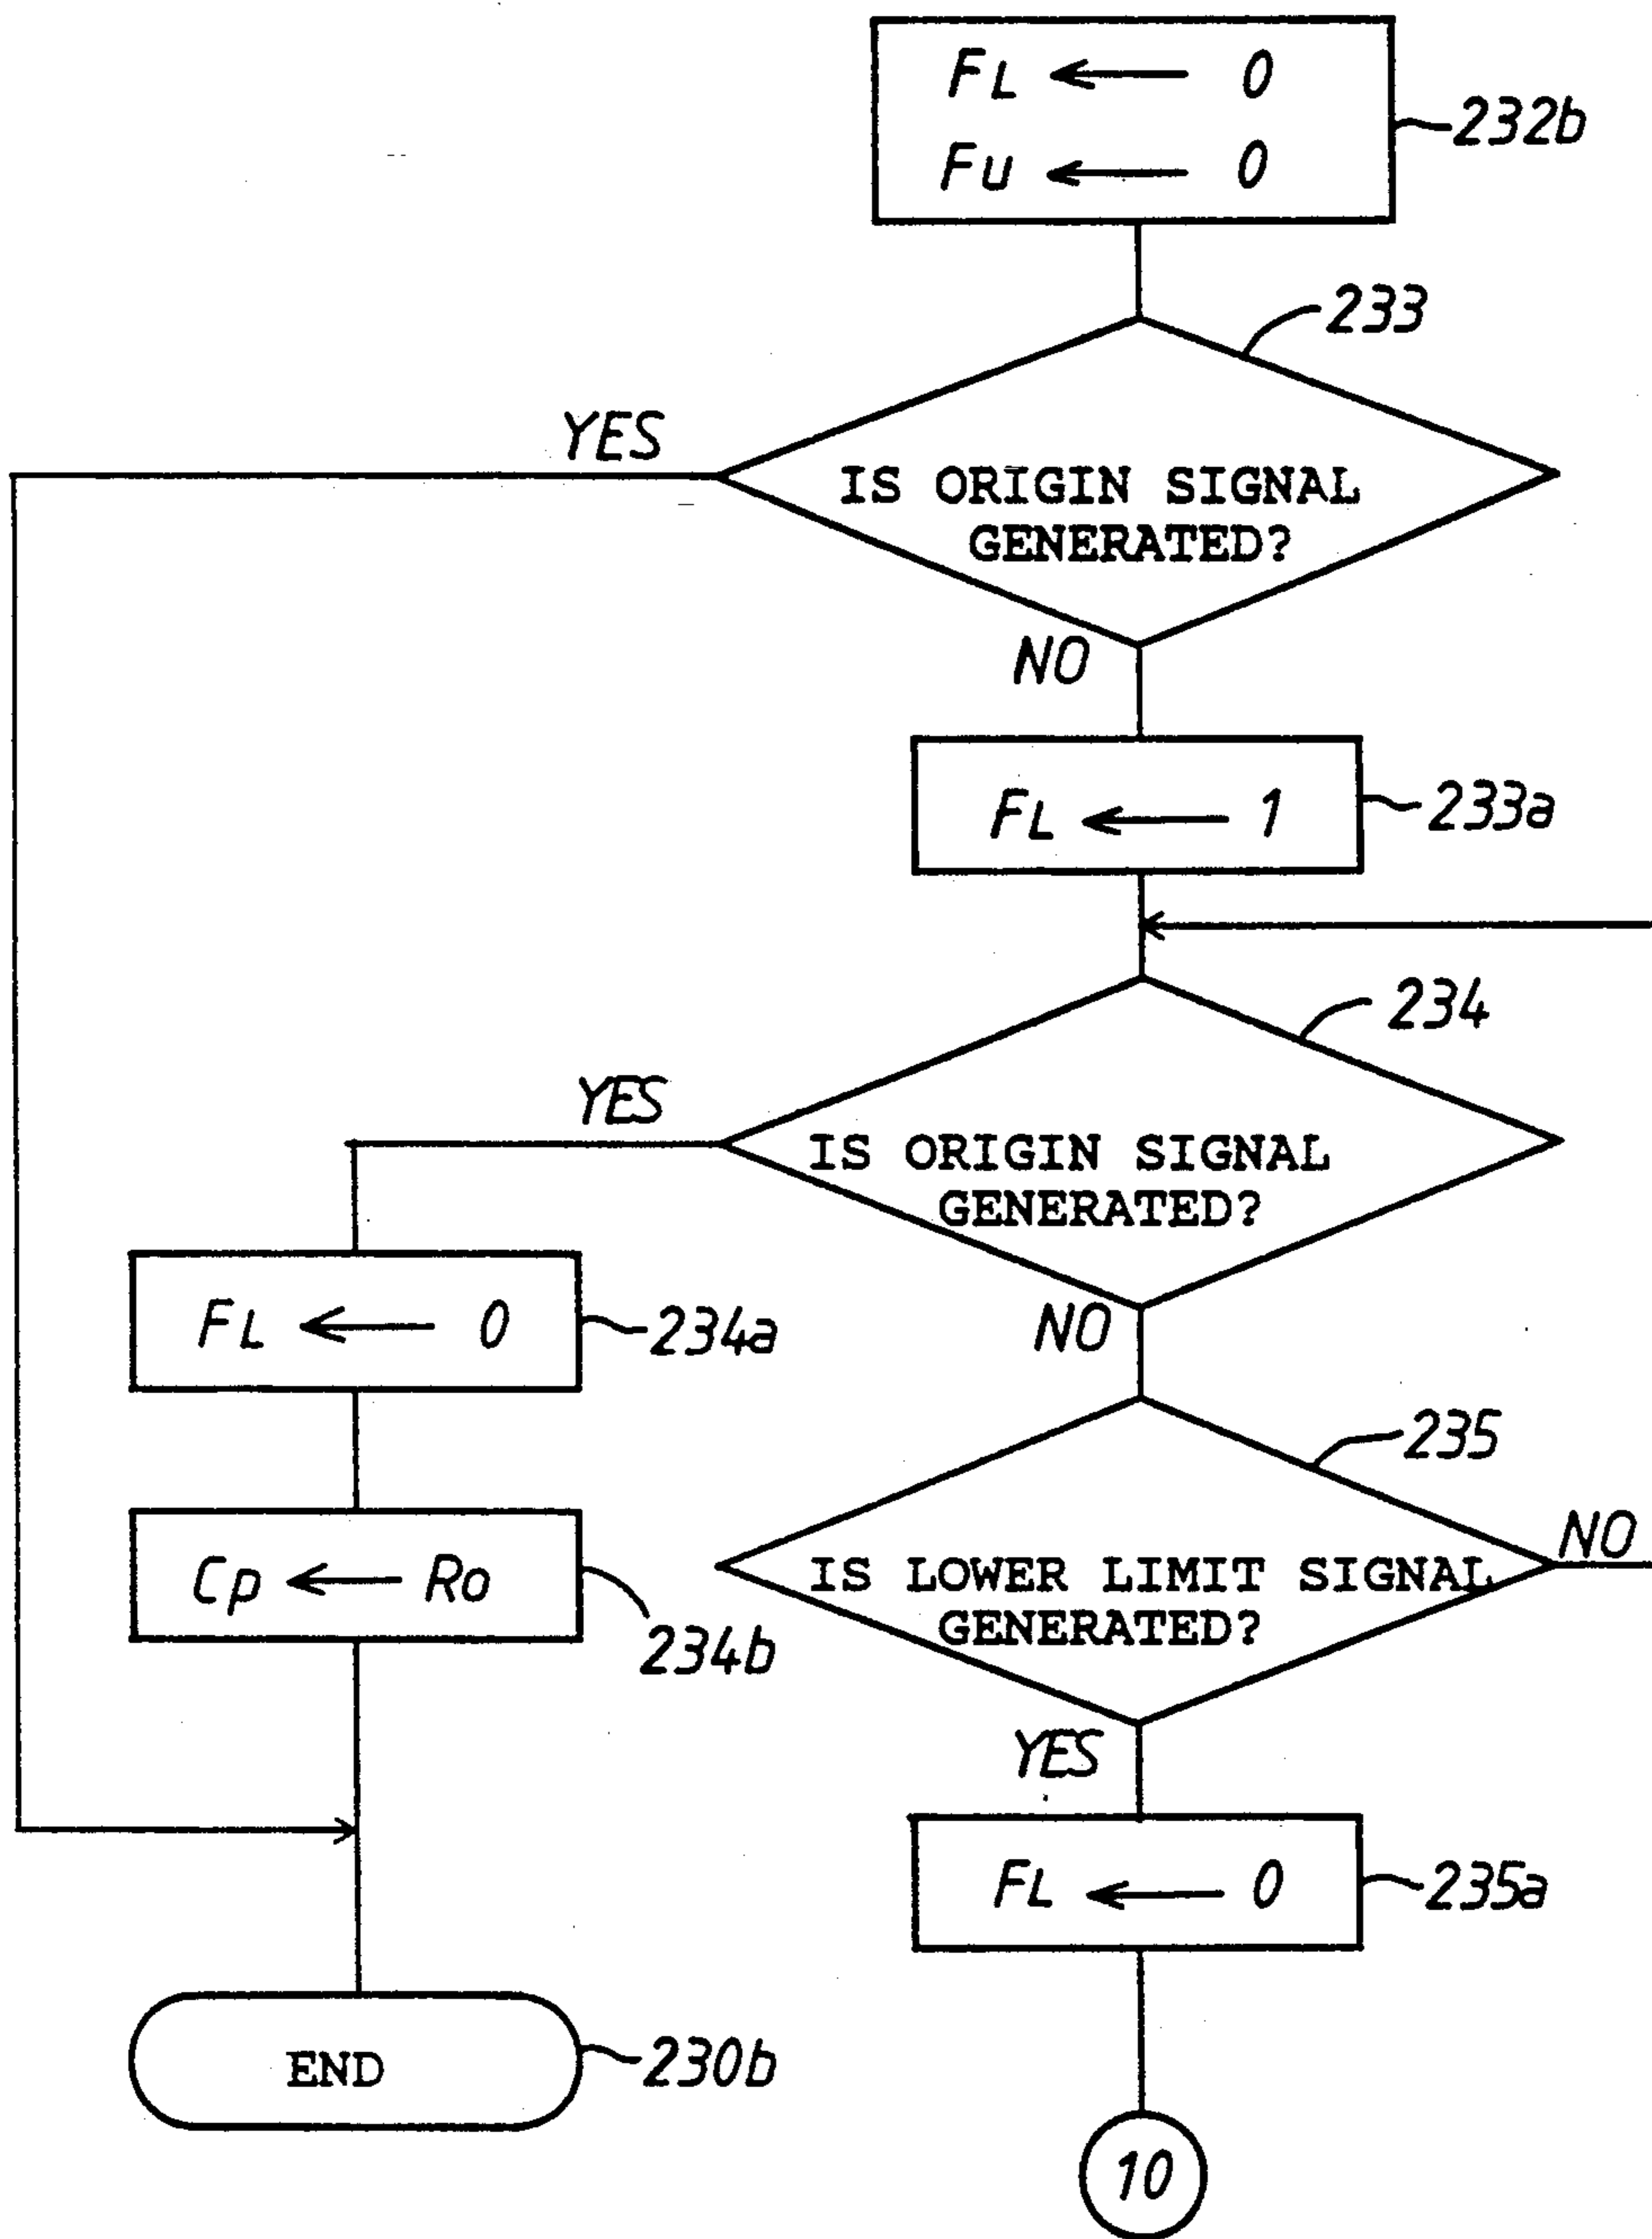 FL ← 0
FU ← 0
232b
233
YES
IS ORIGIN SIGNAL
GENERATED?
NO
FL ← 1
233a
234
YES
IS ORIGIN SIGNAL
GENERATED?
FL ← 0
234a
NO
235
Cp ← Ro
234b
IS LOWER LIMIT SIGNAL
GENERATED?
NO
YES
FL ← 0
235a
END
230b
10